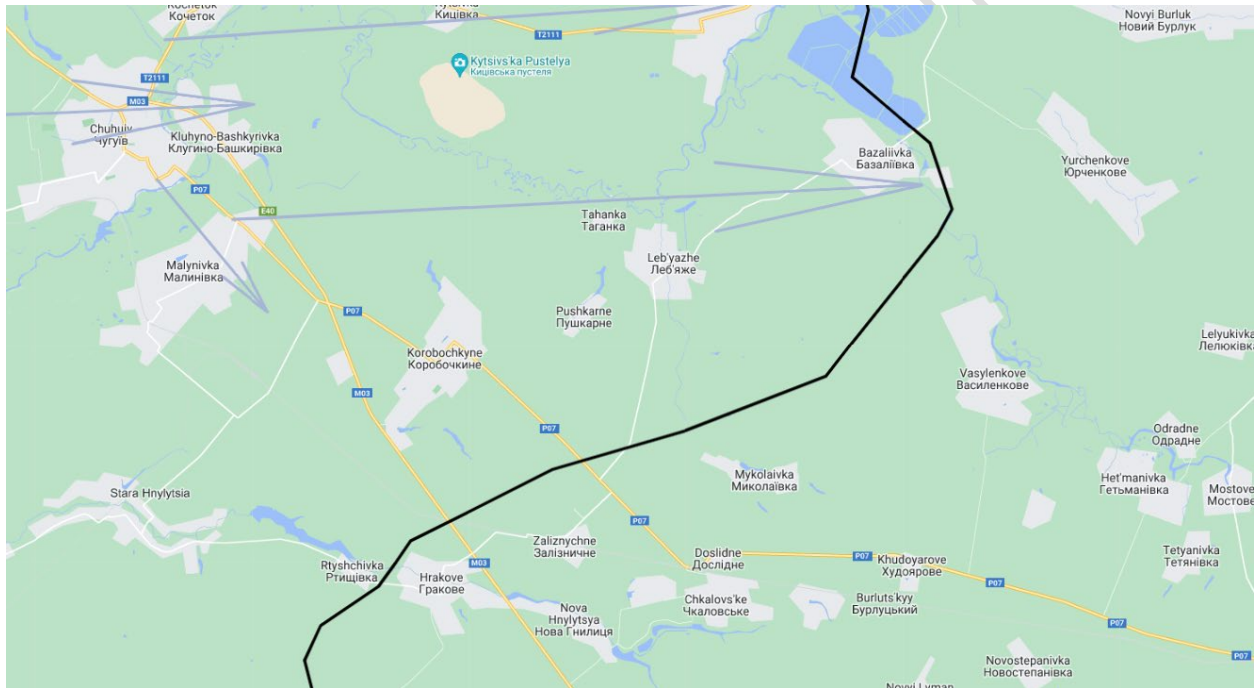 Kochetok
Кочеток
Кицівка
T2111
Novyi Burluk
Новий Бурлук
Kytsivs'ka Pustelya
Кицівська пустеля
T2111
M03
Chuhuiv
Чугуїв
Kluhyno-Bashkyrivka
Клугино-Башкирівка
P07
E40
Bazaliivka
Базаліївка
Yurchenkove
Юрченкове
Tahanka
Таганка
Leb'yazhe
Леб'яже
Malynivka
Малинівка
P07
Pushkarne
Пушкарне
Korobochkyne
Коробочкине
Lelyukivka
Лелюківка
M03
Vasylenkove
Василенкове
P07
Odradne
Одрадне
Mykolaivka
Миколаївка
Het'manivka
Гетьманівка
Mostove
Мостове
Stara Hnylytsia
P07
Zaliznychne
Залізничне
Doslidne
Дослідне
P07
Khudoyarove
Худоярове
Tetyanivka
Тетянівка
Rtyshchivka
Ртищівка
M03
Hrakove
Гракове
P07
Chkalovs'ke
Чкаловське
Burluts'kyy
Бурлуцький
Nova
Hnylytsya
Нова Гнилиця
P07
P07
Novostepanivka
Новостепанівка
Novyi Lyman